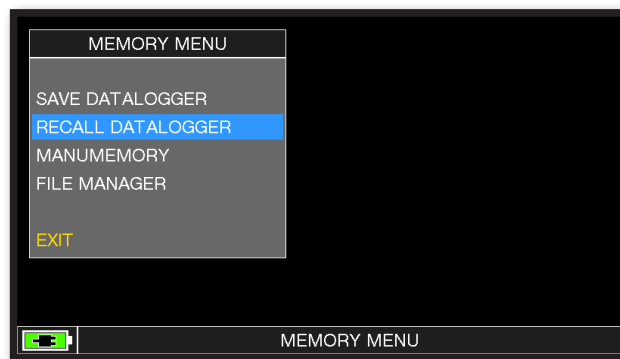 MEMORY MENU
SAVE DATALOGGER
RECALL DATALOGGER
MANUMEMORY
FILE MANAGER
EXIT
MEMORY MENU